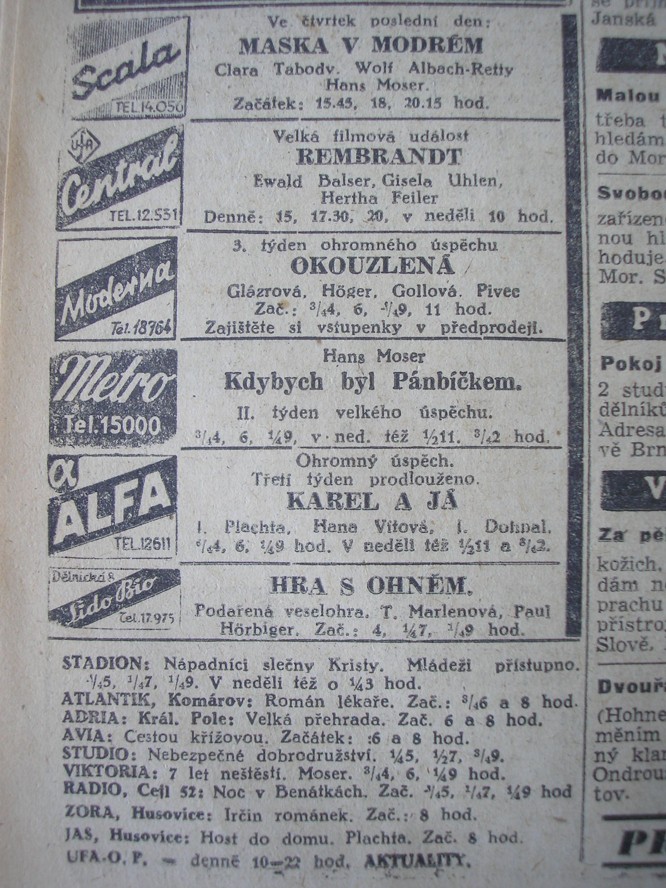 Scala
TEL 14.056
Ve čtvrtek poslední den:
MASKA V MODRÉM
Clara Tabody. Wolf Albach-Retty
Hans Moser.
Začátek: 15.45, 18, 20.15 hod.
UFA
Central
TEL. 12.531
Velká filmová událost
REMBRANDT
Ewald Balser, Gisela Uhlen,
Hertha Feiler
Denně: 15, 17.30, 20, v neděli 10 hod.
Moderna
Tel. 18764
3. týden ohromného úspěchu
OKOUZLENÁ
Glázrová, Höger, Gollová. Pivec
Zač.: ¾4, 6, ¼9, 11 hod.
Zajištěte si vstupenky v předprodeji.
Metro
Tel. 15000
Hans Moser
Kdybych byl Pánbíčkem.
II. týden velkého úspěchu.
¾4, 6, ¼9, v ned. též ½11, ¾2 hod.
α
ALFA
TEL. 12611
Ohromný úspěch.
Třetí týden prodlouženo.
KAREL A JÁ
J. Plachta, Hana Vítová, J. Dohnal.
¾4, 6, ¼9 hod. V neděli též ½11 a ¾2.
Dělnická 8
Lido Bio
Tel. 17.975
HRA S OHNĚM.
Podařená veselohra. T. Marlenová, Paul
Hörbiger. Zač.: 4, ¼7, ¼9 hod.
STADION: Nápadníci slečny Kristy. Mládeži přístupno.
¼5, ¼7, ¼9. V neděli též o ¼3 hod.
ATLANTIK, Komárov: Román lékaře. Zač.: ¾6 a 8 hod.
ADRIA: Král. Pole: Velká přehrada. Zač. 6 a 8 hod.
AVIA: Cestou křížovou. Začátek: :6 a 8 hod.
STUDIO: Nebezpečné dobrodružství. ¼5, ½7, ¾9.
VIKTORIA: 7 let neštěstí. Moser. ¾4, 6, ¼9 hod.
RADIO, Cejl 52: Noc v Benátkách. Zač. ¼5, ¼7, ¼9 hod
ZORA, Husovice: Irčin románek. Zač.: 8 hod.
JAS, Husovice: Host do domu. Plachta. Zač. 8 hod.
UFA-O. P. — denně 10—22 hod. AKTUALITY.
Janská
Malou
třeba
hledám
do Mor
Svobo
zařízen
nou hl
hoduje
Mor. S
Pokoj
2 stud
dělníků
Adresa
vě Brn
V
Za pě
kožich,
dám n
prachu
přístro
Slově.
Dvouř
(Hohne
měním
ný klar
Ondrou
tov.